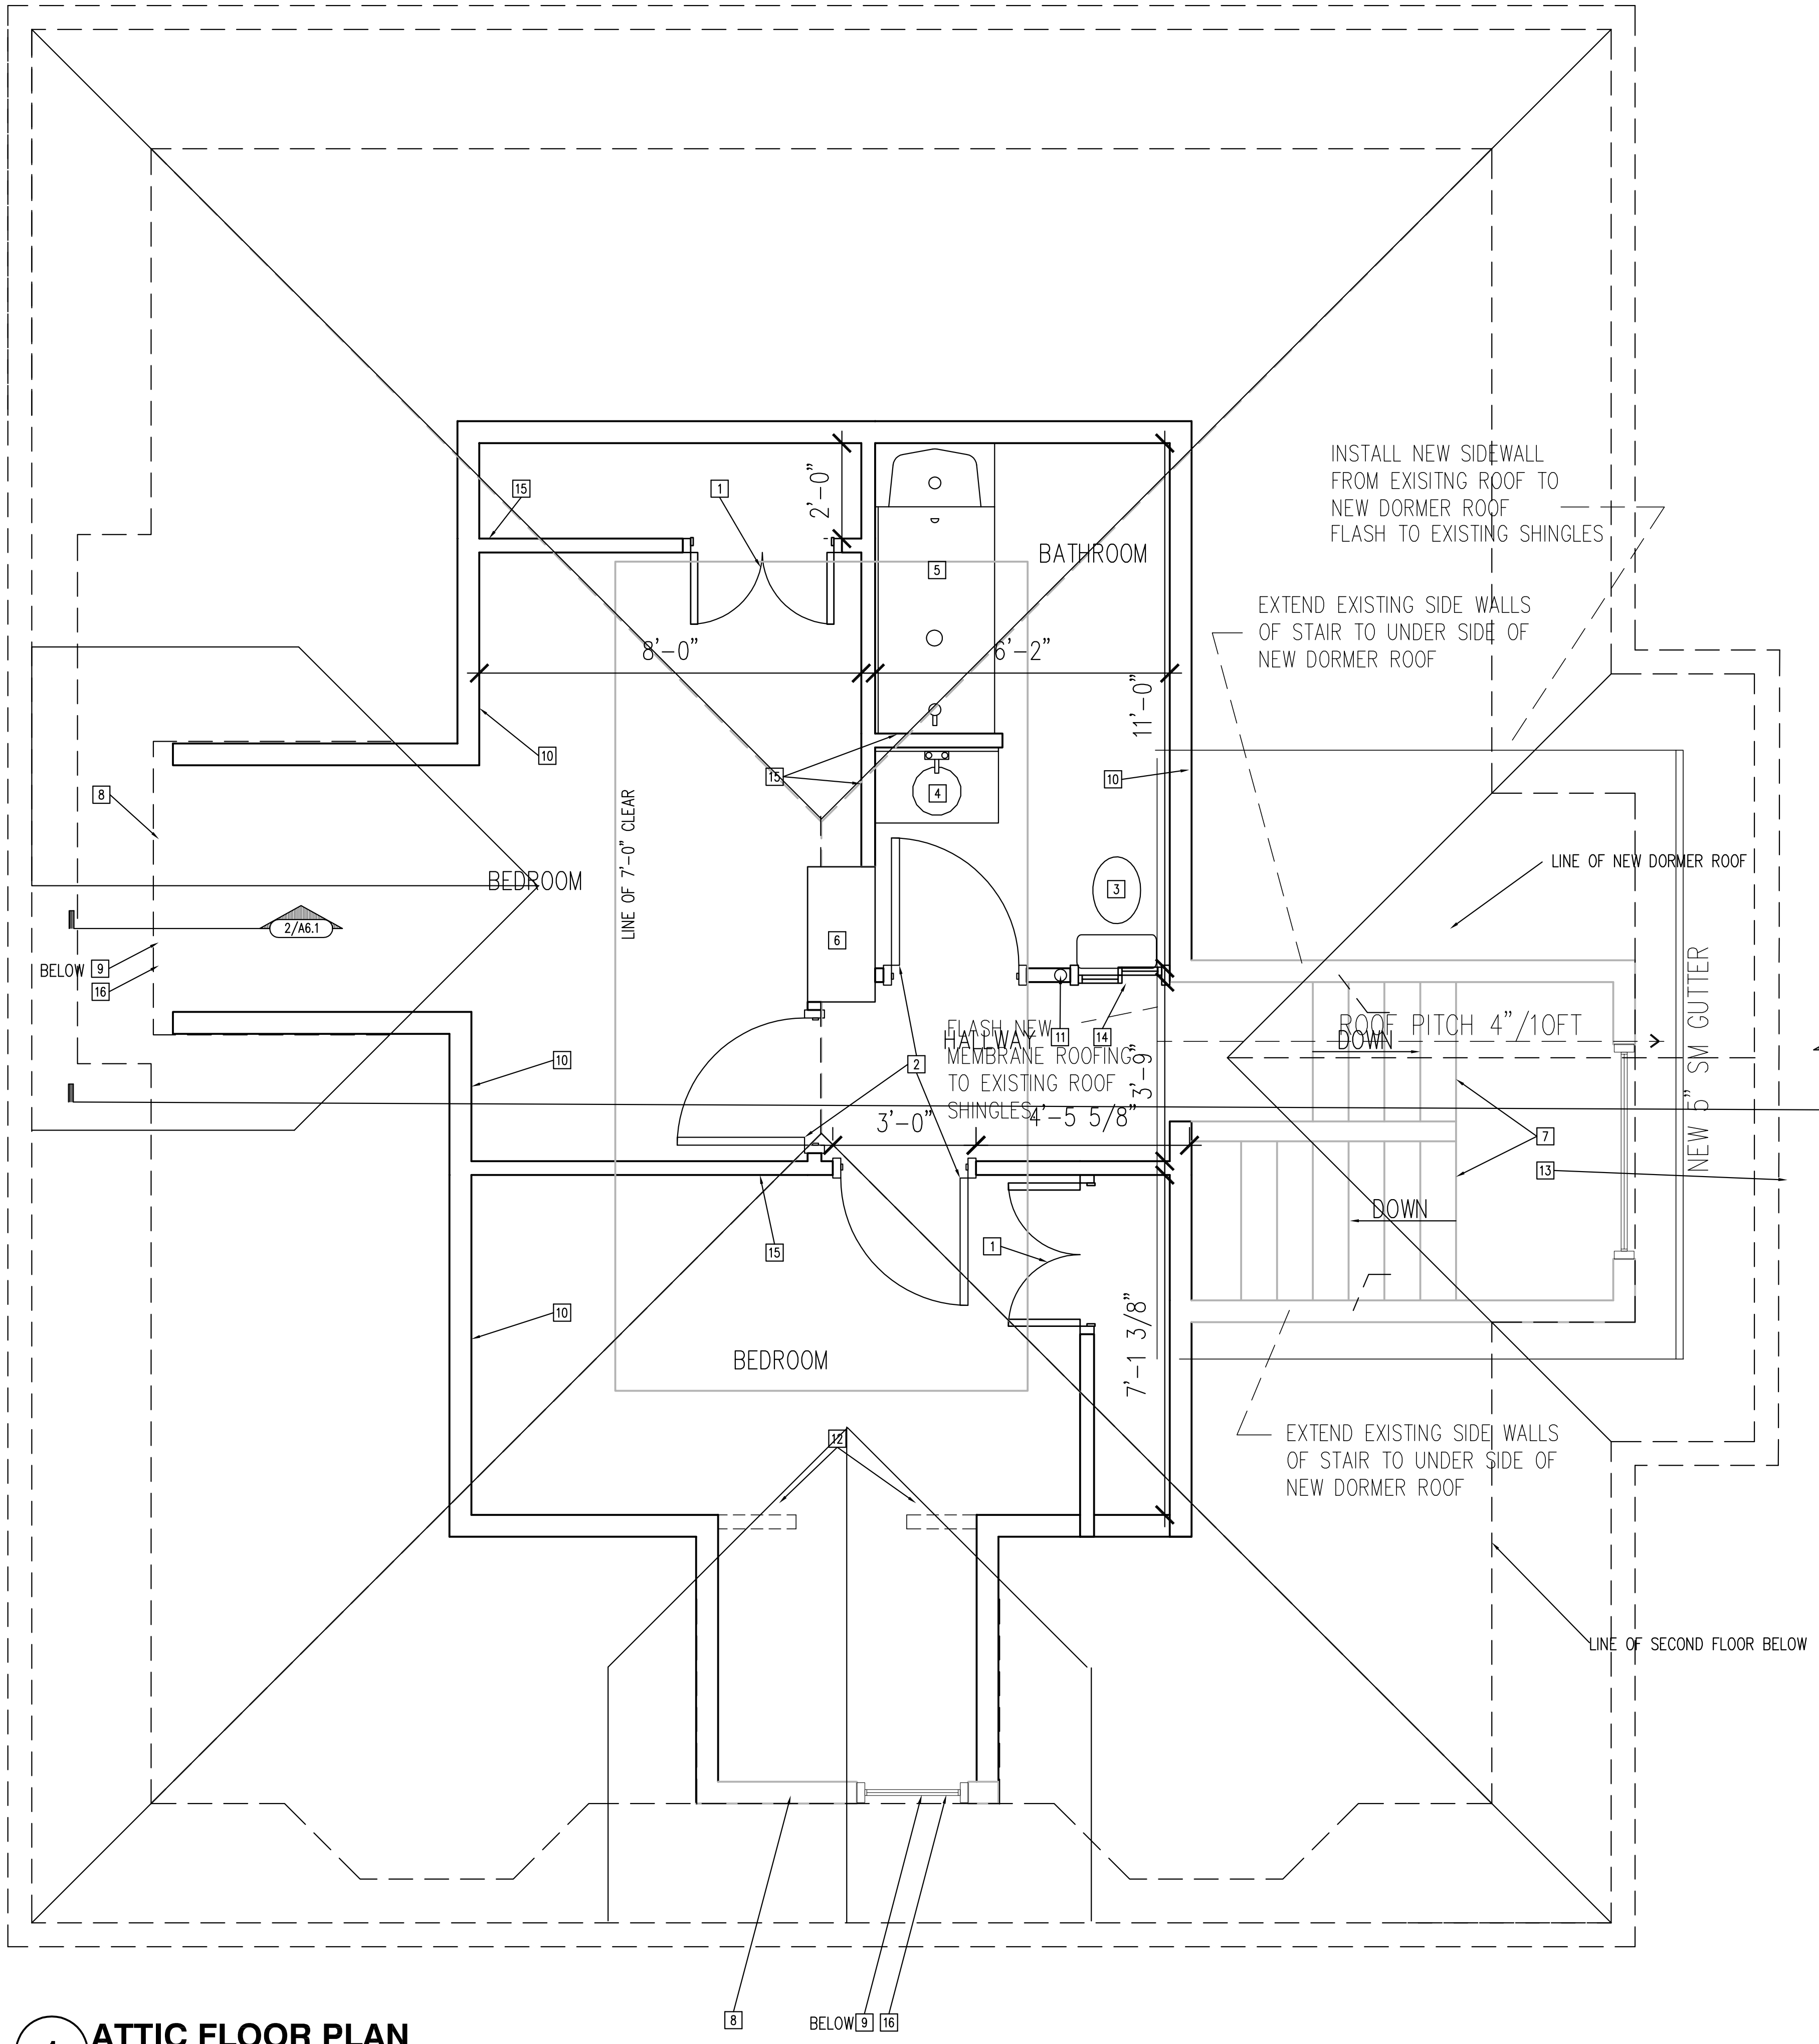 INSTALL NEW SIDEWALL
FROM EXISITNG ROOF TO
NEW DORMER ROOF
FLASH TO EXISTING SHINGLES
15
1
2'-0"
BATHROOM
5
EXTEND EXISTING SIDE WALLS
OF STAIR TO UNDER SIDE OF
NEW DORMER ROOF
8'-0"
6'-2"
11'-0"
10
15
10
8
4
LINE OF 7'-0" CLEAR
LINE OF NEW DORMER ROOF
BEDROOM
3
2/A6.1
6
BELOW 9
16
NEW 5" SM GUTTER
FLASH NEW
MEMBRANE ROOFING
TO EXISTING ROOF
SHINGLES
HALLWAY
11
14
ROOF PITCH 4"/10FT
DOWN
10
2
3'-9"
3'-0"
4'-5 5/8"
7
13
DOWN
15
1
10
7'-1 3/8"
BEDROOM
12
EXTEND EXISTING SIDE WALLS
OF STAIR TO UNDER SIDE OF
NEW DORMER ROOF
LINE OF SECOND FLOOR BELOW
8
BELOW 9 16
ATTIC FLOOR PLAN